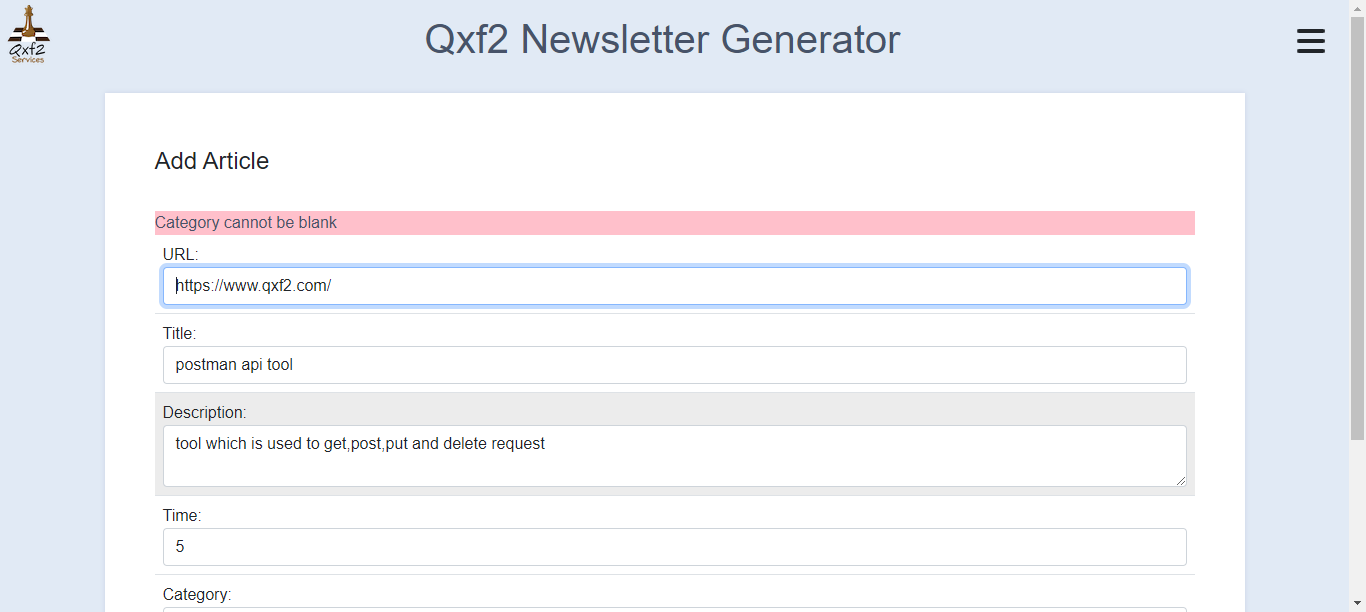 Qxf2
Services
Qxf2 Newsletter Generator
Add Article
Category cannot be blank
URL:
https://www.qxf2.com/
Title:
postman api tool
Description:
tool which is used to get,post,put and delete request
Time:
5
Category: